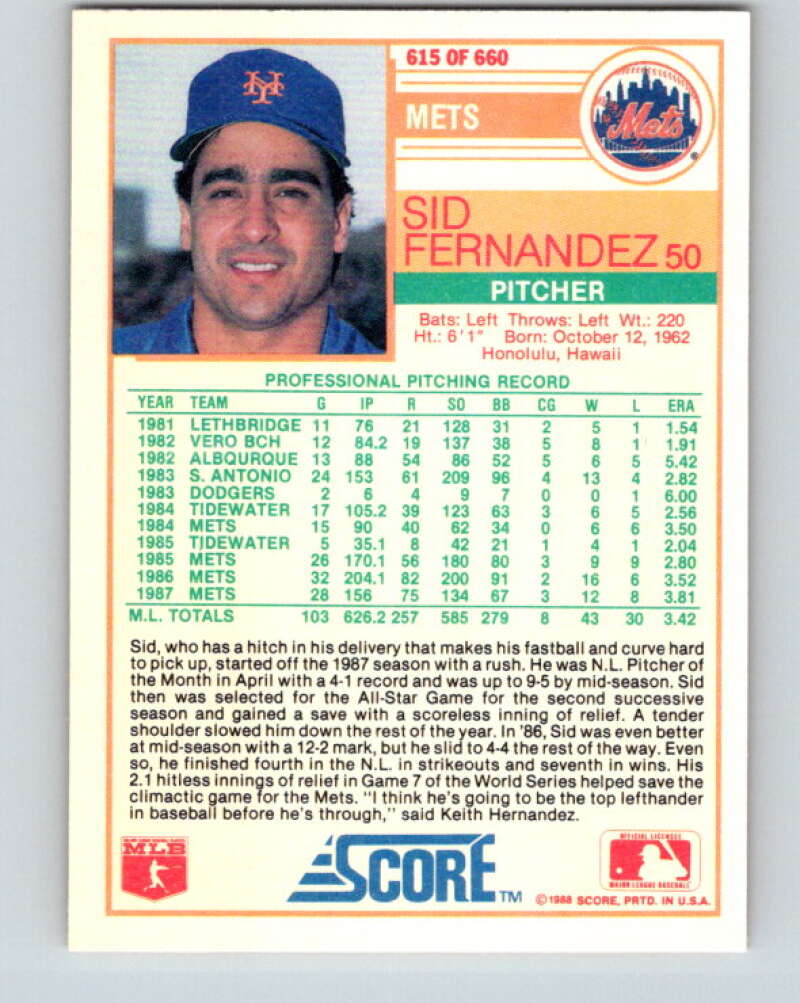 615 OF 660
METS
Mets
NY
SID
FERNANDEZ 50
PITCHER
Bats: Left Throws: Left Wt.: 220
Ht.: 6'1" Born: October 12, 1962
Honolulu, Hawaii
PROFESSIONAL PITCHING RECORD
YEAR TEAM G IP R SO BB CG W L ERA
1981 LETHBRIDGE 11 76 21 128 31 2 5 1 1.54
1982 VERO BCH 12 84.2 19 137 38 5 8 1 1.91
1982 ALBQURQUE 13 88 54 86 52 5 6 5 5.42
1983 S. ANTONIO 24 153 61 209 96 4 13 4 2.82
1983 DODGERS 2 6 4 9 7 0 0 1 6.00
1984 TIDEWATER 17 105.2 39 123 63 3 6 5 2.56
1984 METS 15 90 40 62 34 0 6 6 3.50
1985 TIDEWATER 5 35.1 8 42 21 1 4 1 2.04
1985 METS 26 170.1 56 180 80 3 9 9 2.80
1986 METS 32 204.1 82 200 91 2 16 6 3.52
1987 METS 28 156 75 134 67 3 12 8 3.81
M.L. TOTALS 103 626.2 257 585 279 8 43 30 3.42
Sid, who has a hitch in his delivery that makes his fastball and curve hard
to pick up, started off the 1987 season with a rush. He was N.L. Pitcher of
the Month in April with a 4-1 record and was up to 9-5 by mid-season. Sid
then was selected for the All-Star Game for the second successive
season and gained a save with a scoreless inning of relief. A tender
shoulder slowed him down the rest of the year. In '86, Sid was even better
at mid-season with a 12-2 mark, but he slid to 4-4 the rest of the way. Even
so, he finished fourth in the N.L. in strikeouts and seventh in wins. His
2.1 hitless innings of relief in Game 7 of the World Series helped save the
climactic game for the Mets. "I think he's going to be the top lefthander
in baseball before he's through," said Keith Hernandez.
MLB
SCORE TM
OFFICIAL LICENSEE
MAJOR LEAGUE BASEBALL
©1988 SCORE, PRTD. IN U.S.A.